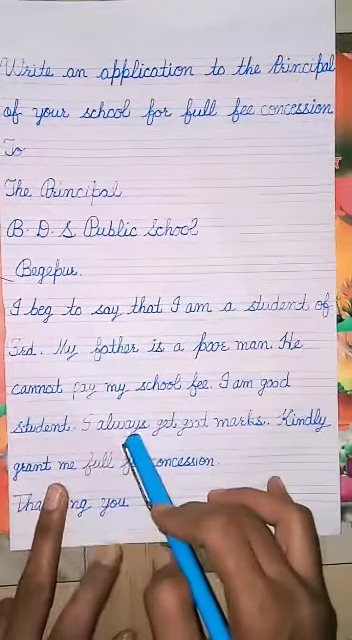 Write an application to the Principal
of your school for full fee concession
To
The Principal
B. D. S Public School
Begepur.
I beg to say that I am a student of
3rd. My father is a poor man. He
cannot pay my school fee. I am good
student. I always get good marks. Kindly
grant me full concession.
you